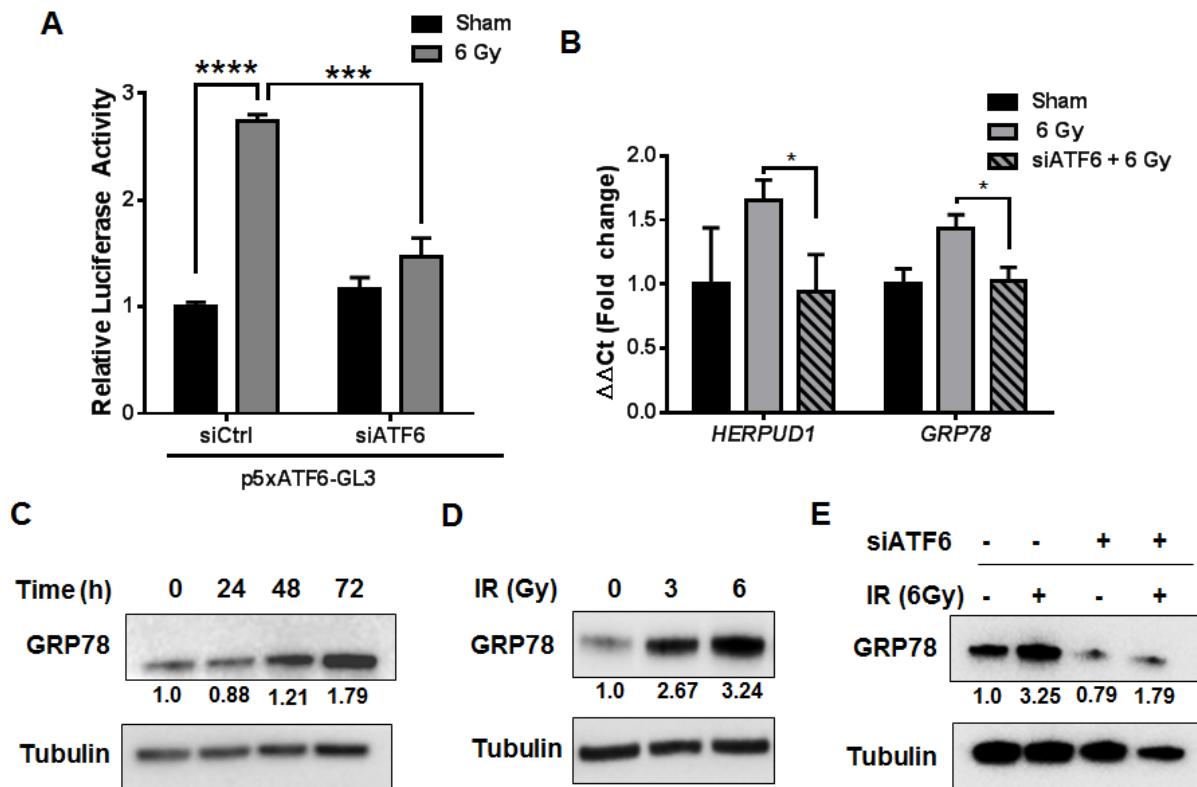 A
Sham
6 Gy
****
***
Relative Luciferase Activity
3
2
1
0
siCtrl
siATF6
p5xATF6-GL3
B
Sham
6 Gy
siATF6 + 6 Gy
*
*
ΔΔCt (Fold change)
2.0
1.5
1.0
0.5
0.0
HERPUD1
GRP78
C
Time (h) 0 24 48 72
GRP78
1.0 0.88 1.21 1.79
Tubulin
D
IR (Gy) 0 3 6
GRP78
1.0 2.67 3.24
Tubulin
E
siATF6 - - + +
IR (6Gy) - + - +
GRP78
1.0 3.25 0.79 1.79
Tubulin